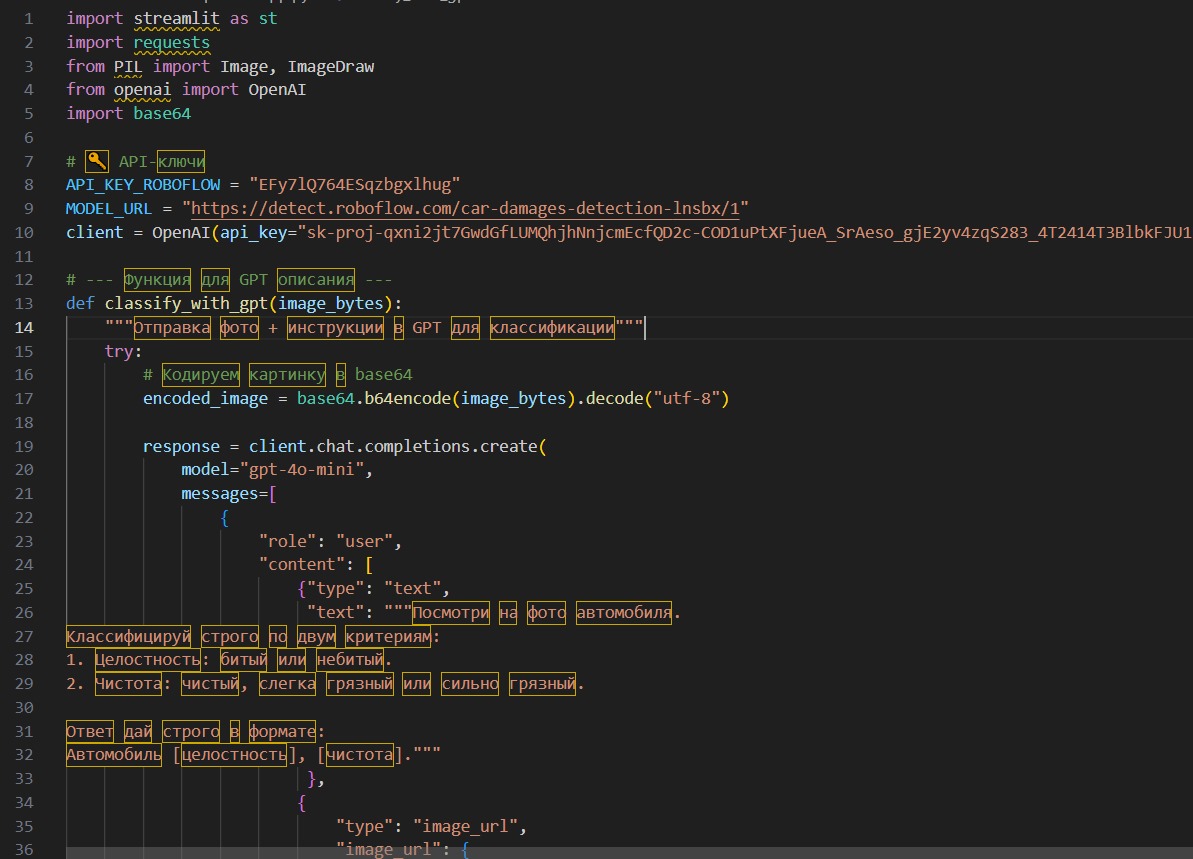 1 import streamlit as st
2 import requests
3 from PIL import Image, ImageDraw
4 from openai import OpenAI
5 import base64
6
7 # 🔑 API-ключи
8 API_KEY_ROBOFLOW = "EFy7lQ764ESqzbgxlhug"
9 MODEL_URL = "https://detect.roboflow.com/car-damages-detection-lnsbx/1"
10 client = OpenAI(api_key="sk-proj-qxni2jt7GwdGfLUMQhjhNnjcmEcfQD2c-COD1uPtXFjueA_SrAeso_gjE2yv4zqS283_4T2414T3BlbkFJU1
11
12 # --- Функция для GPT описания ---
13 def classify_with_gpt(image_bytes):
14 """Отправка фото + инструкции в GPT для классификации"""
15 try:
16 # Кодируем картинку в base64
17 encoded_image = base64.b64encode(image_bytes).decode("utf-8")
18
19 response = client.chat.completions.create(
20 model="gpt-4o-mini",
21 messages=[
22 {
23 "role": "user",
24 "content": [
25 {"type": "text",
26 "text": """Посмотри на фото автомобиля.
27 Классифицируй строго по двум критериям:
28 1. Целостность: битый или небитый.
29 2. Чистота: чистый, слегка грязный или сильно грязный.
30
31 Ответ дай строго в формате:
32 Автомобиль [целостность], [чистота]."""
33 },
34 {
35 "type": "image_url",
36 "image_url": {